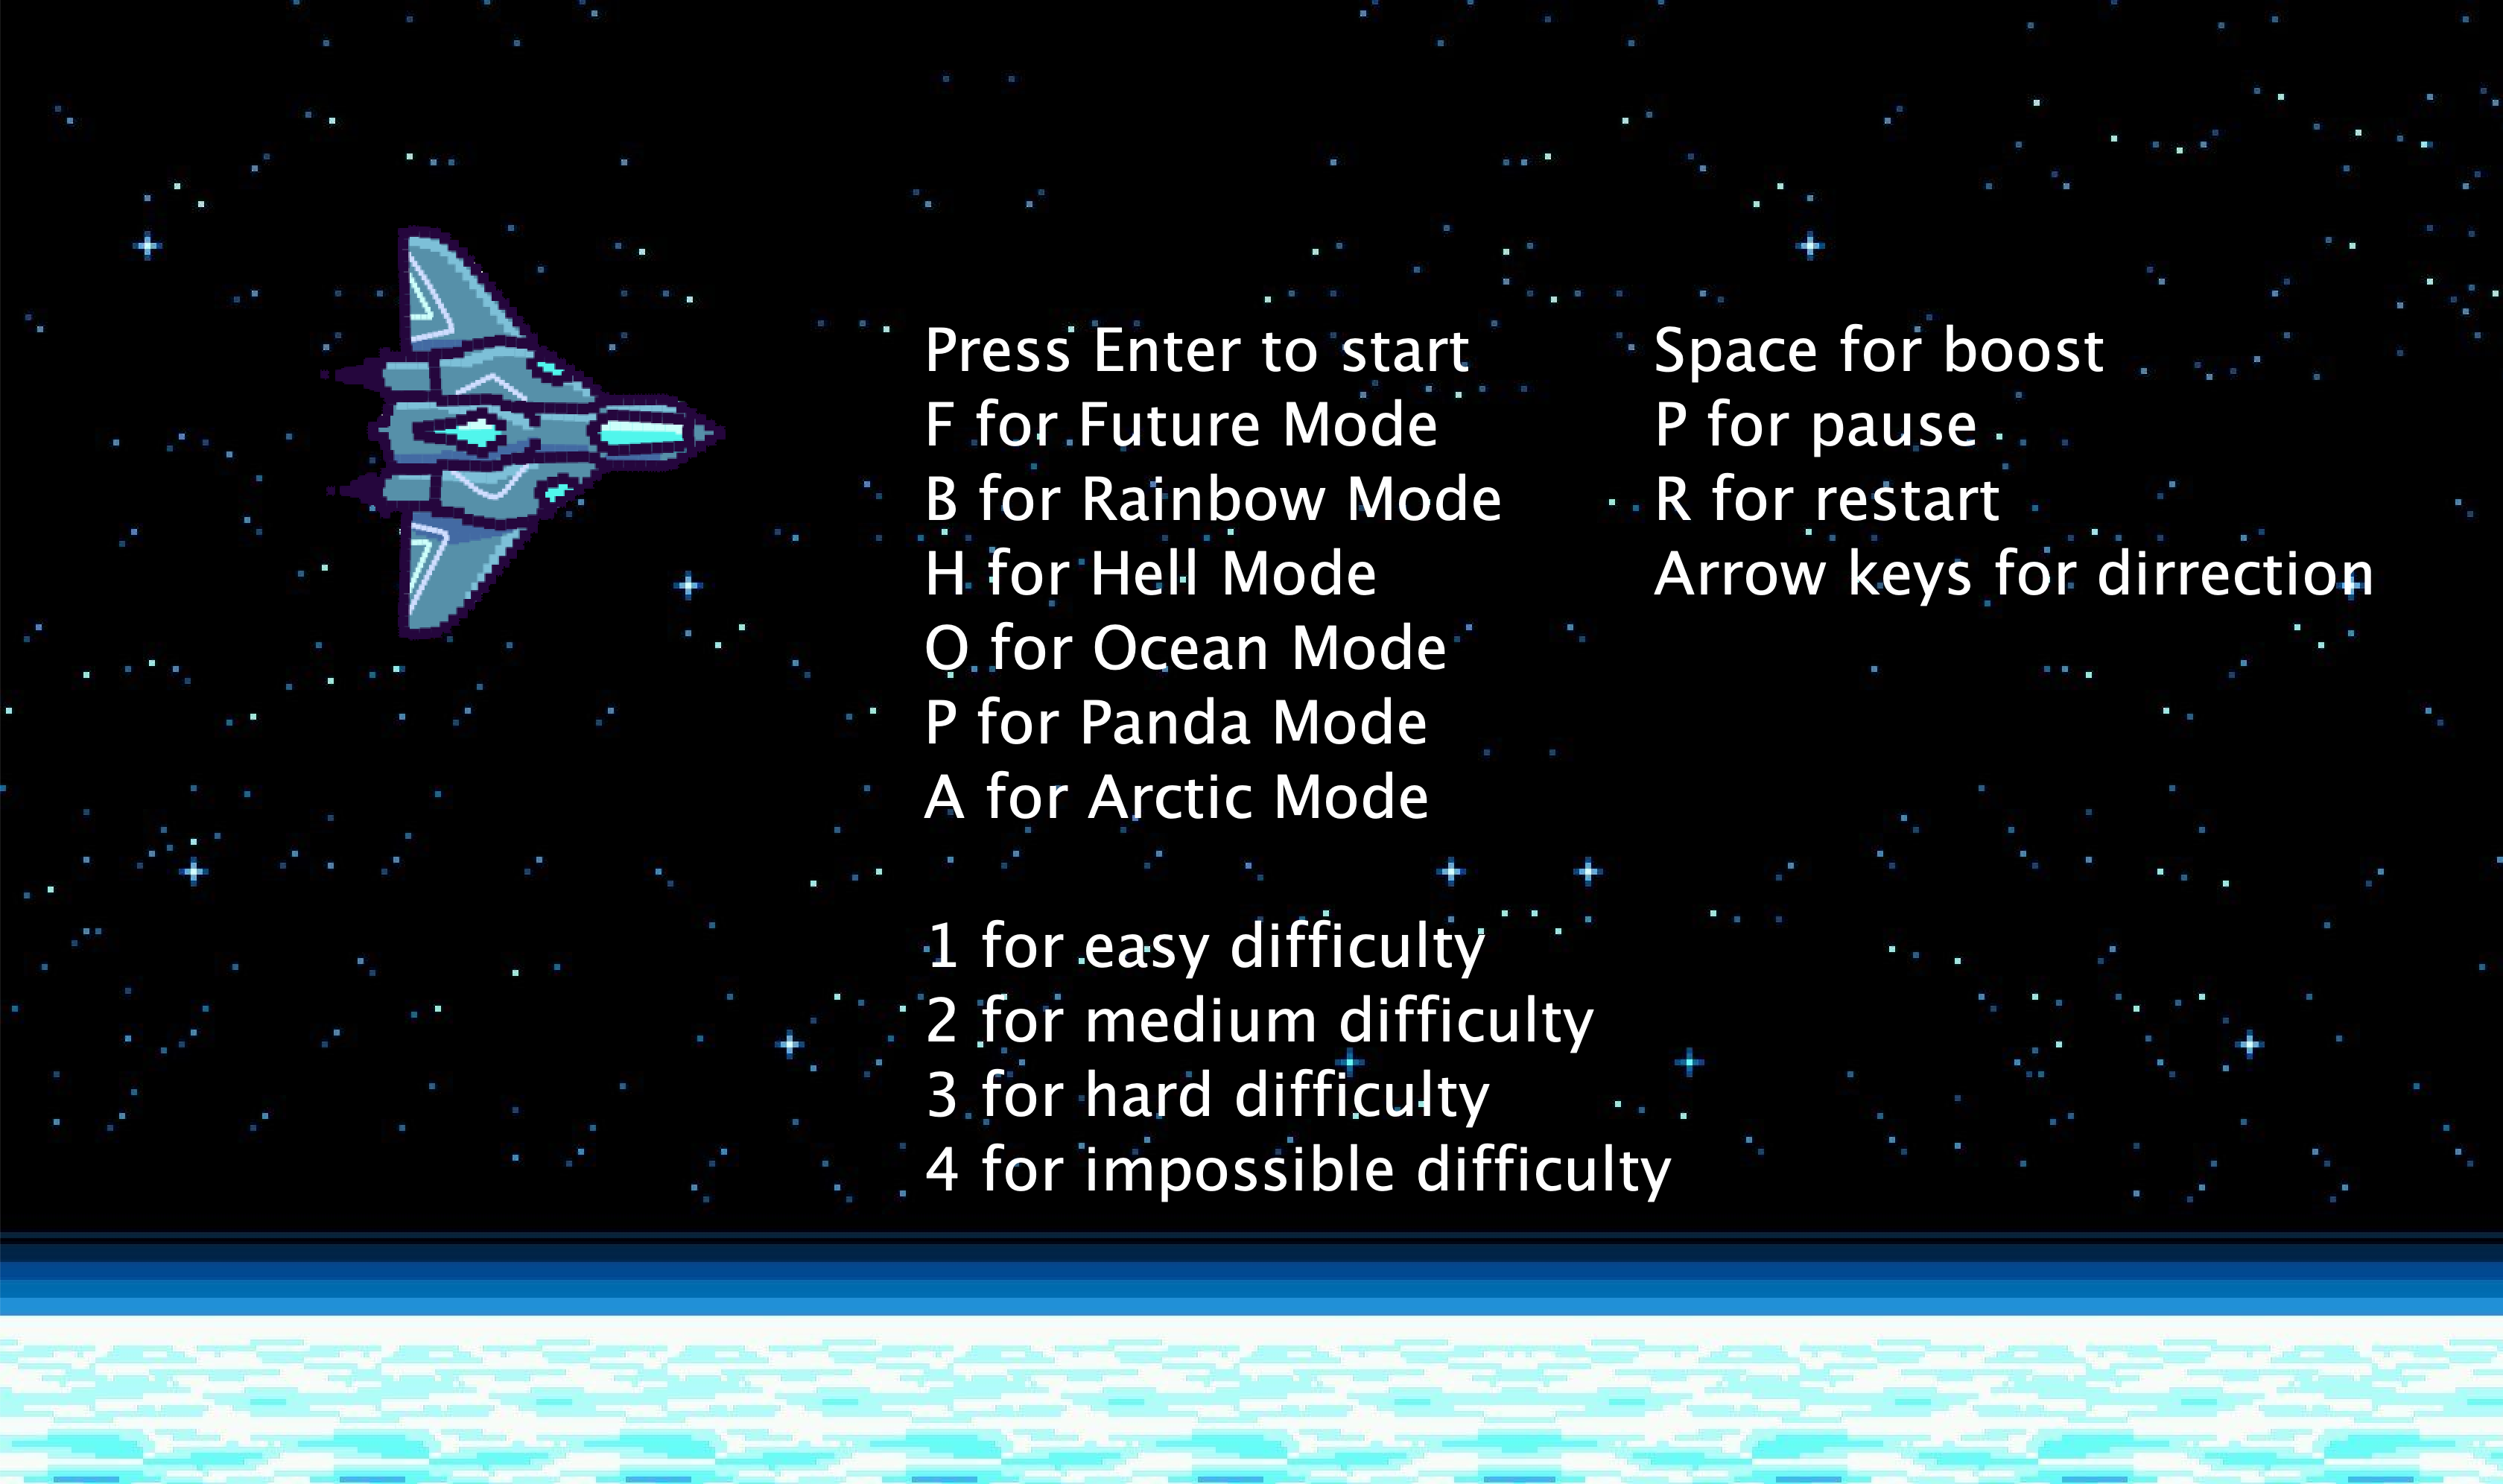 Press Enter to start
F for Future Mode
B for Rainbow Mode
H for Hell Mode
O for Ocean Mode
P for Panda Mode
A for Arctic Mode
1 for easy difficulty
2 for medium difficulty
3 for hard difficulty
4 for impossible difficulty
Space for boost
P for pause
R for restart
Arrow keys for dirrection